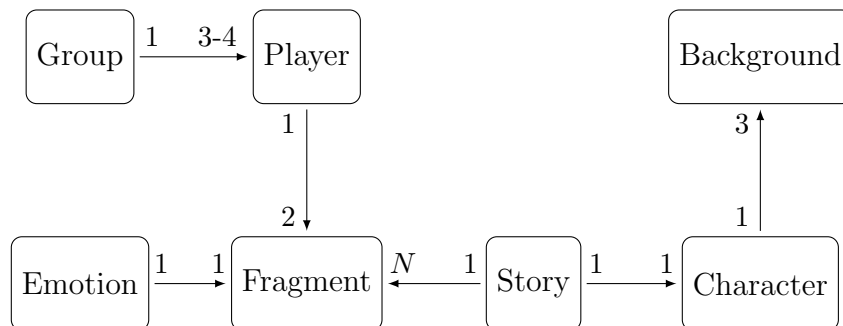 Group 1 3-4 Player Background
1 3
2 1
Emotion 1 1 Fragment N 1 Story 1 1 Character